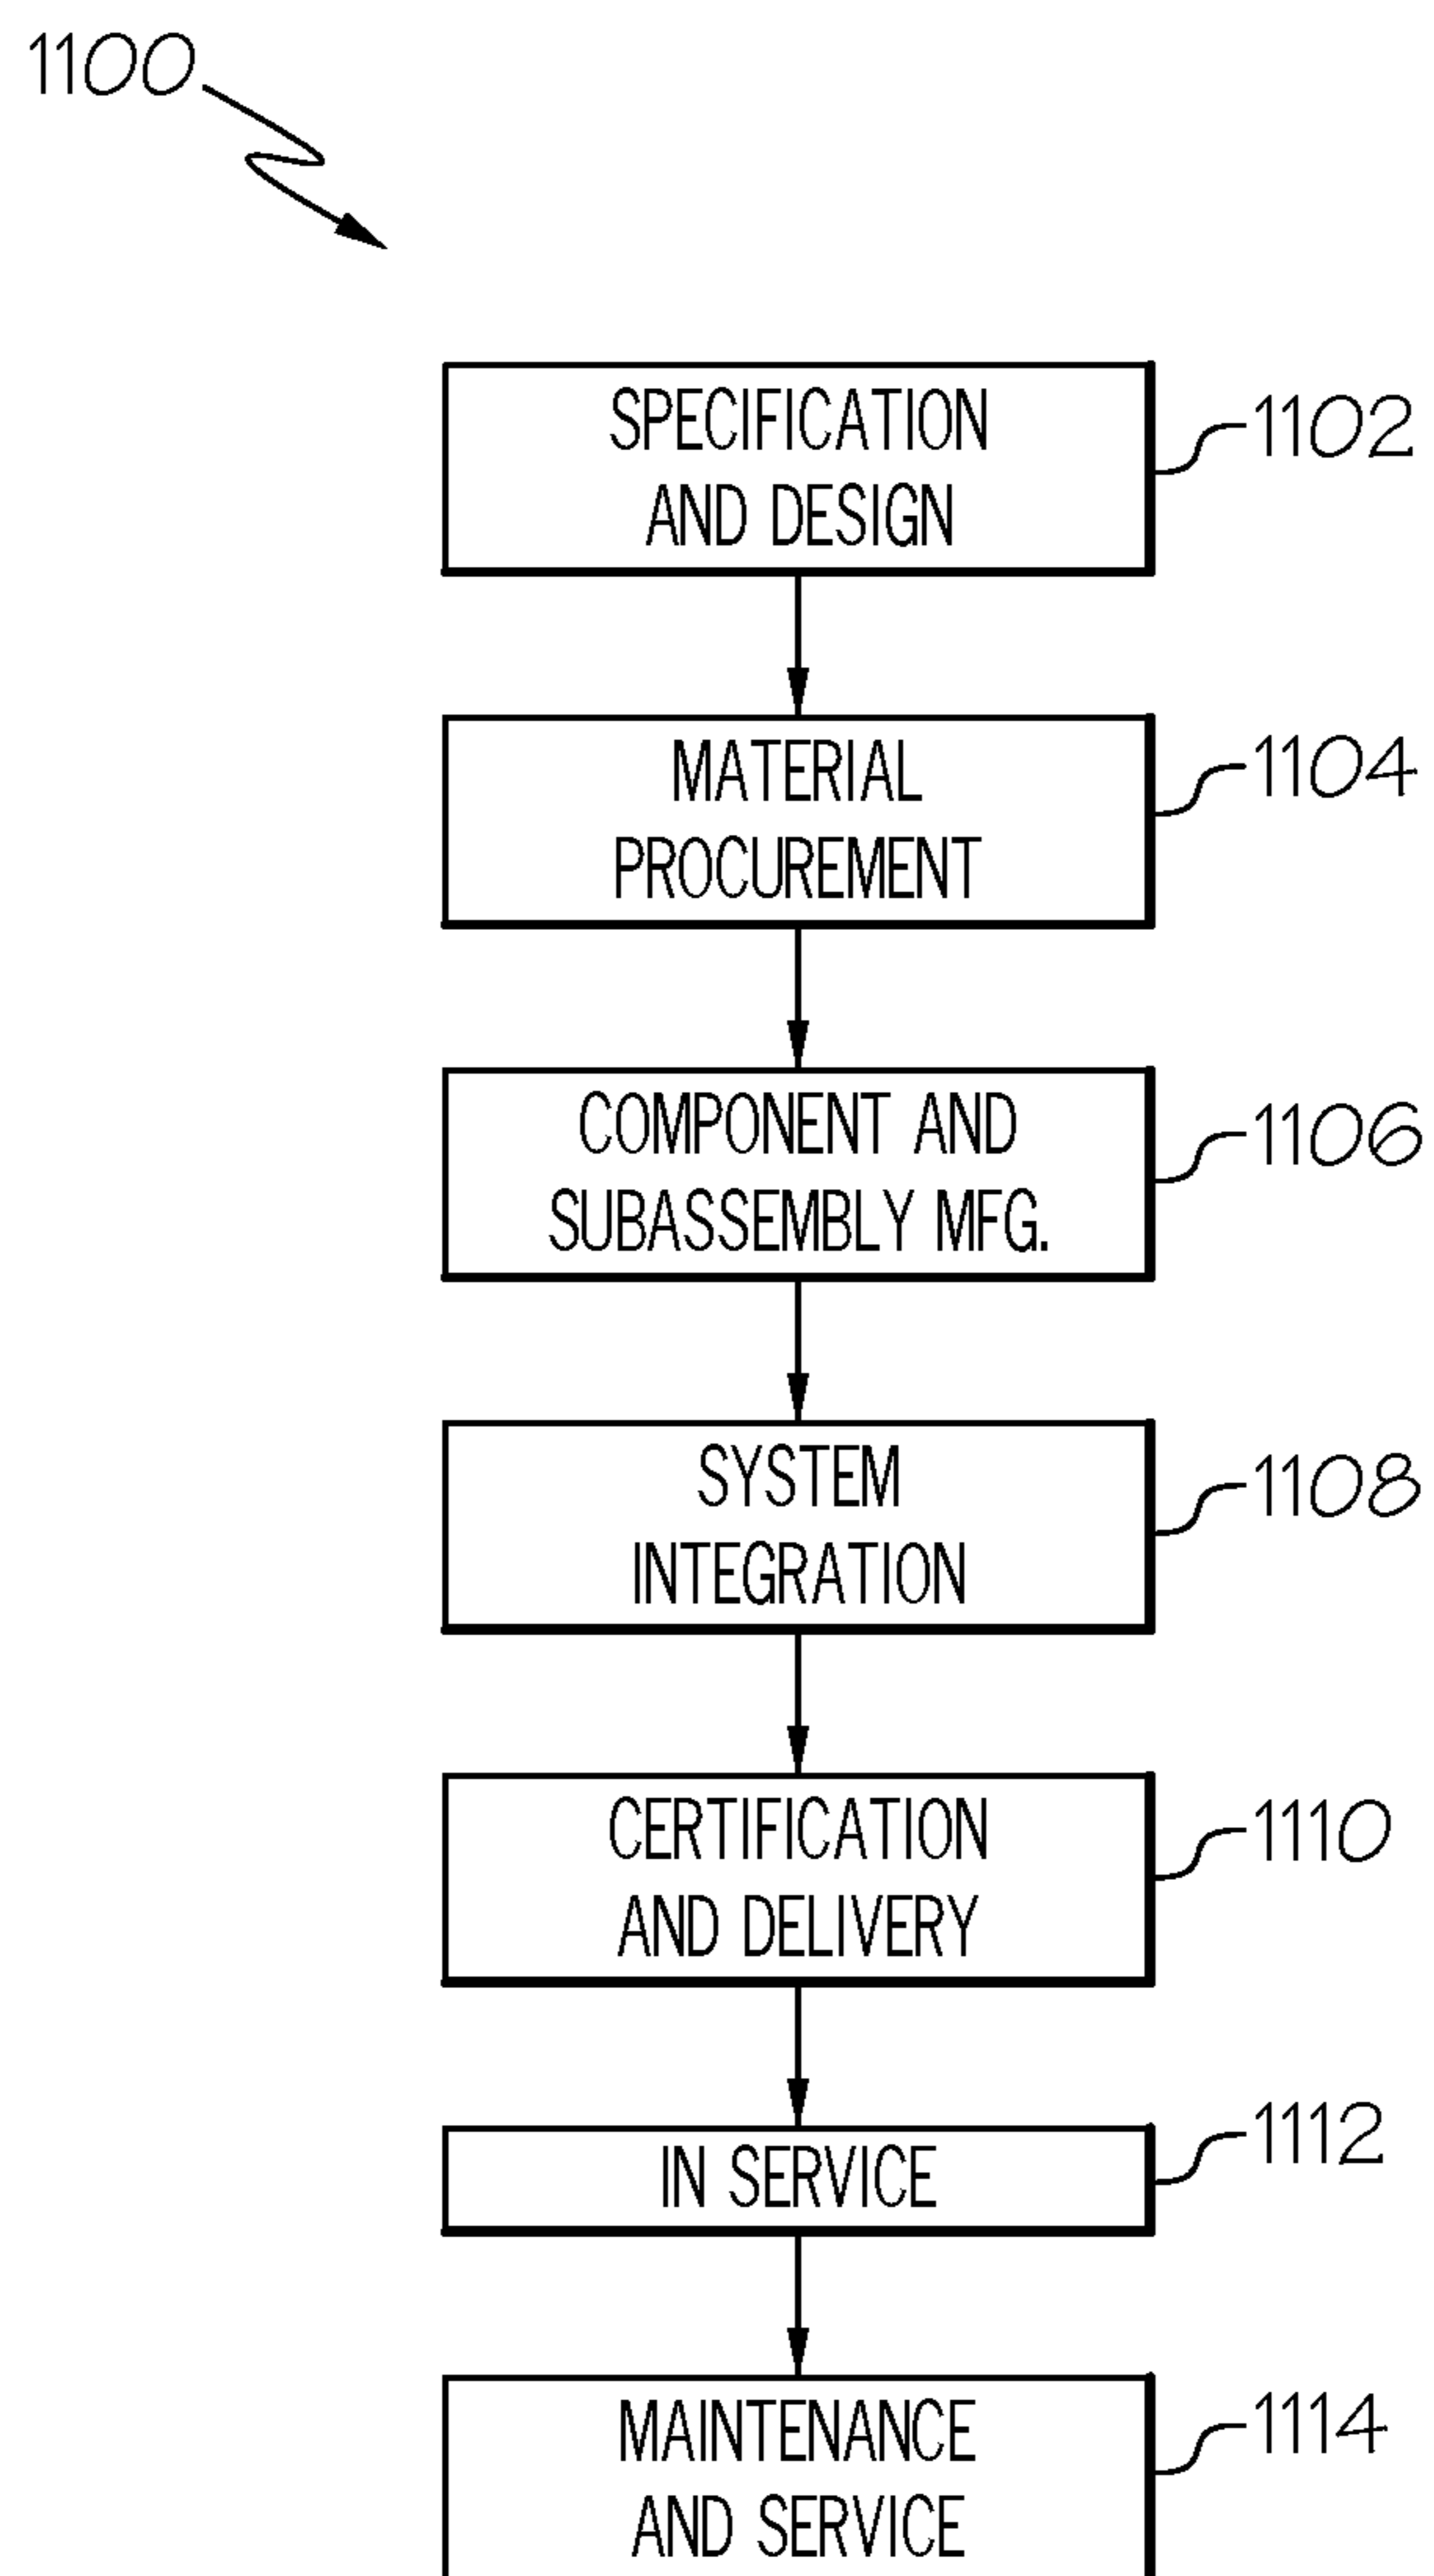 1100
SPECIFICATION
AND DESIGN
1102
MATERIAL
PROCUREMENT
1104
COMPONENT AND
SUBASSEMBLY MFG.
1106
SYSTEM
INTEGRATION
1108
CERTIFICATION
AND DELIVERY
1110
IN SERVICE
1112
MAINTENANCE
AND SERVICE
1114